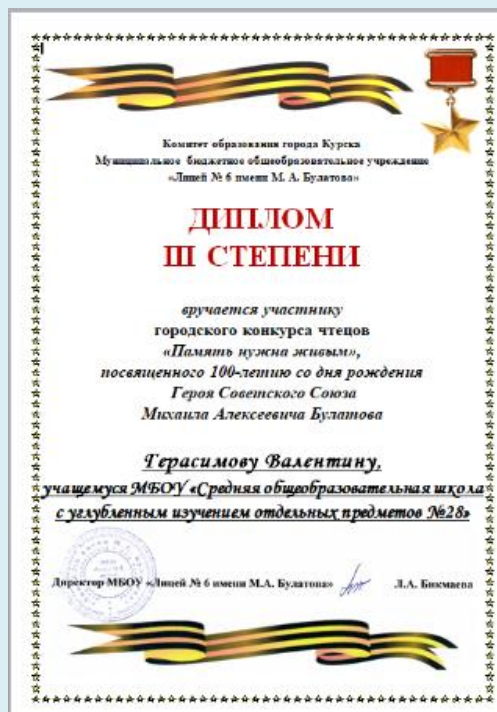 Комитет образования города Курска
Муниципальное бюджетное общеобразовательное учреждение
«Лицей № 6 имени М. А. Булатова»
ДИПЛОМ
III СТЕПЕНИ
вручается участнику
городского конкурса чтецов
«Память нужна живым»,
посвященного 100-летию со дня рождения
Героя Советского Союза
Михаила Алексеевича Булатова
Герасимову Валентину,
учащемуся МБОУ «Средняя общеобразовательная школа
с углубленным изучением отдельных предметов №28»
Директор МБОУ «Лицей № 6 имени М.А. Булатова» Л.А. Бикмаева